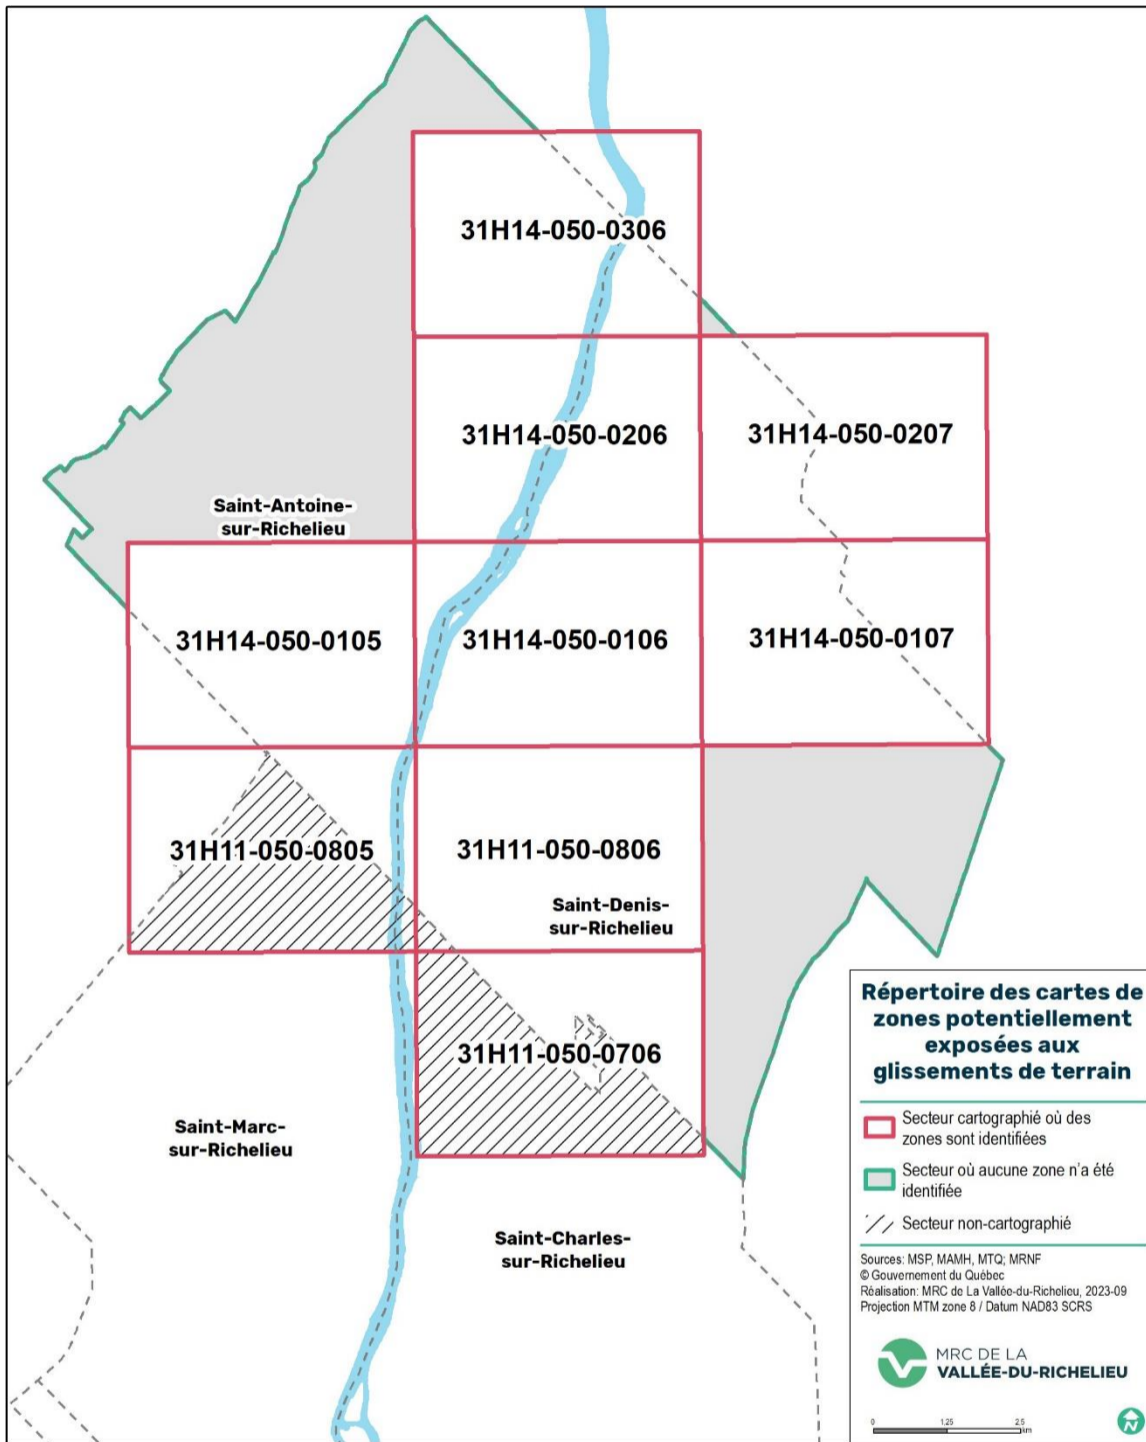 31H14-050-0306
31H14-050-0206
31H14-050-0207
Saint-Antoine-
sur-Richelieu
31H14-050-0105
31H14-050-0106
31H14-050-0107
31H11-050-0805
31H11-050-0806
Saint-Denis-
sur-Richelieu
31H11-050-0706
Saint-Marc-
sur-Richelieu
Saint-Charles-
sur-Richelieu
Répertoire des cartes de
zones potentiellement
exposées aux
glissements de terrain
Secteur cartographié où des
zones sont identifiées
Secteur où aucune zone n'a été
identifiée
Secteur non-cartographié
Sources: MSP, MAMH, MTQ; MRNF
© Gouvernement du Québec
Réalisation: MRC de La Vallée-du-Richelieu, 2023-09
Projection MTM zone 8 / Datum NAD83 SCRS
MRC DE LA
VALLÉE-DU-RICHELIEU
0 1,25 2,5
km
N